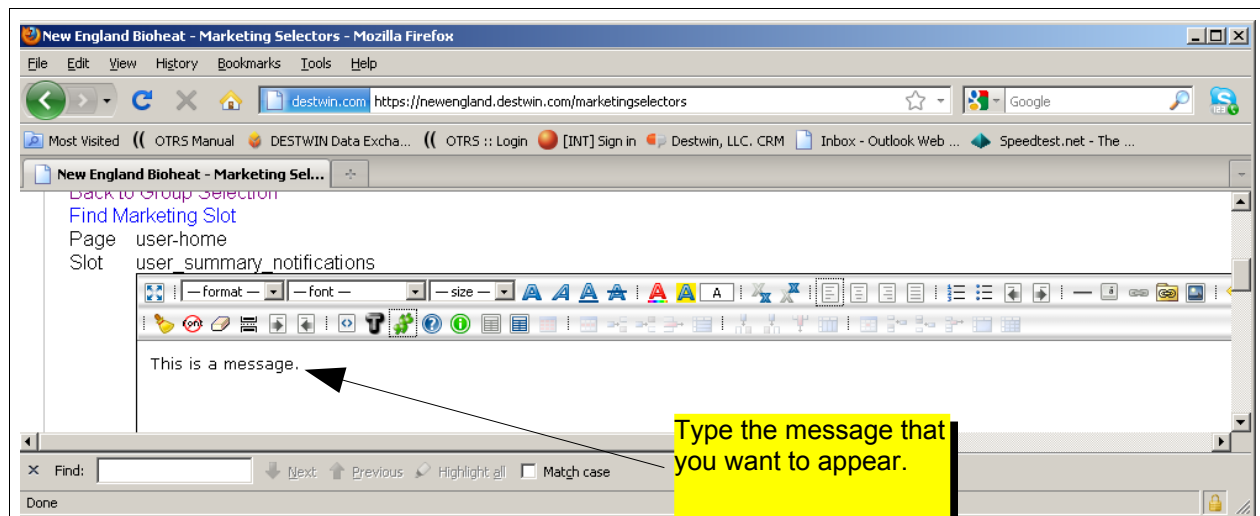 New England Bioheat - Marketing Selectors - Mozilla Firefox
File Edit View History Bookmarks Tools Help
destwin.com https://newengland.destwin.com/marketingselectors Google
Most Visited OTRS Manual DESTWIN Data Excha... OTRS :: Login [INT] Sign in Destwin, LLC. CRM Inbox - Outlook Web ... Speedtest.net - The ...
New England Bioheat - Marketing Sel...
Back to Group Selection
Find Marketing Slot
Page user-home
Slot user_summary_notifications
— format — — font — — size —
This is a message.
Type the message that
you want to appear.
× Find: Next Previous Highlight all Match case
Done